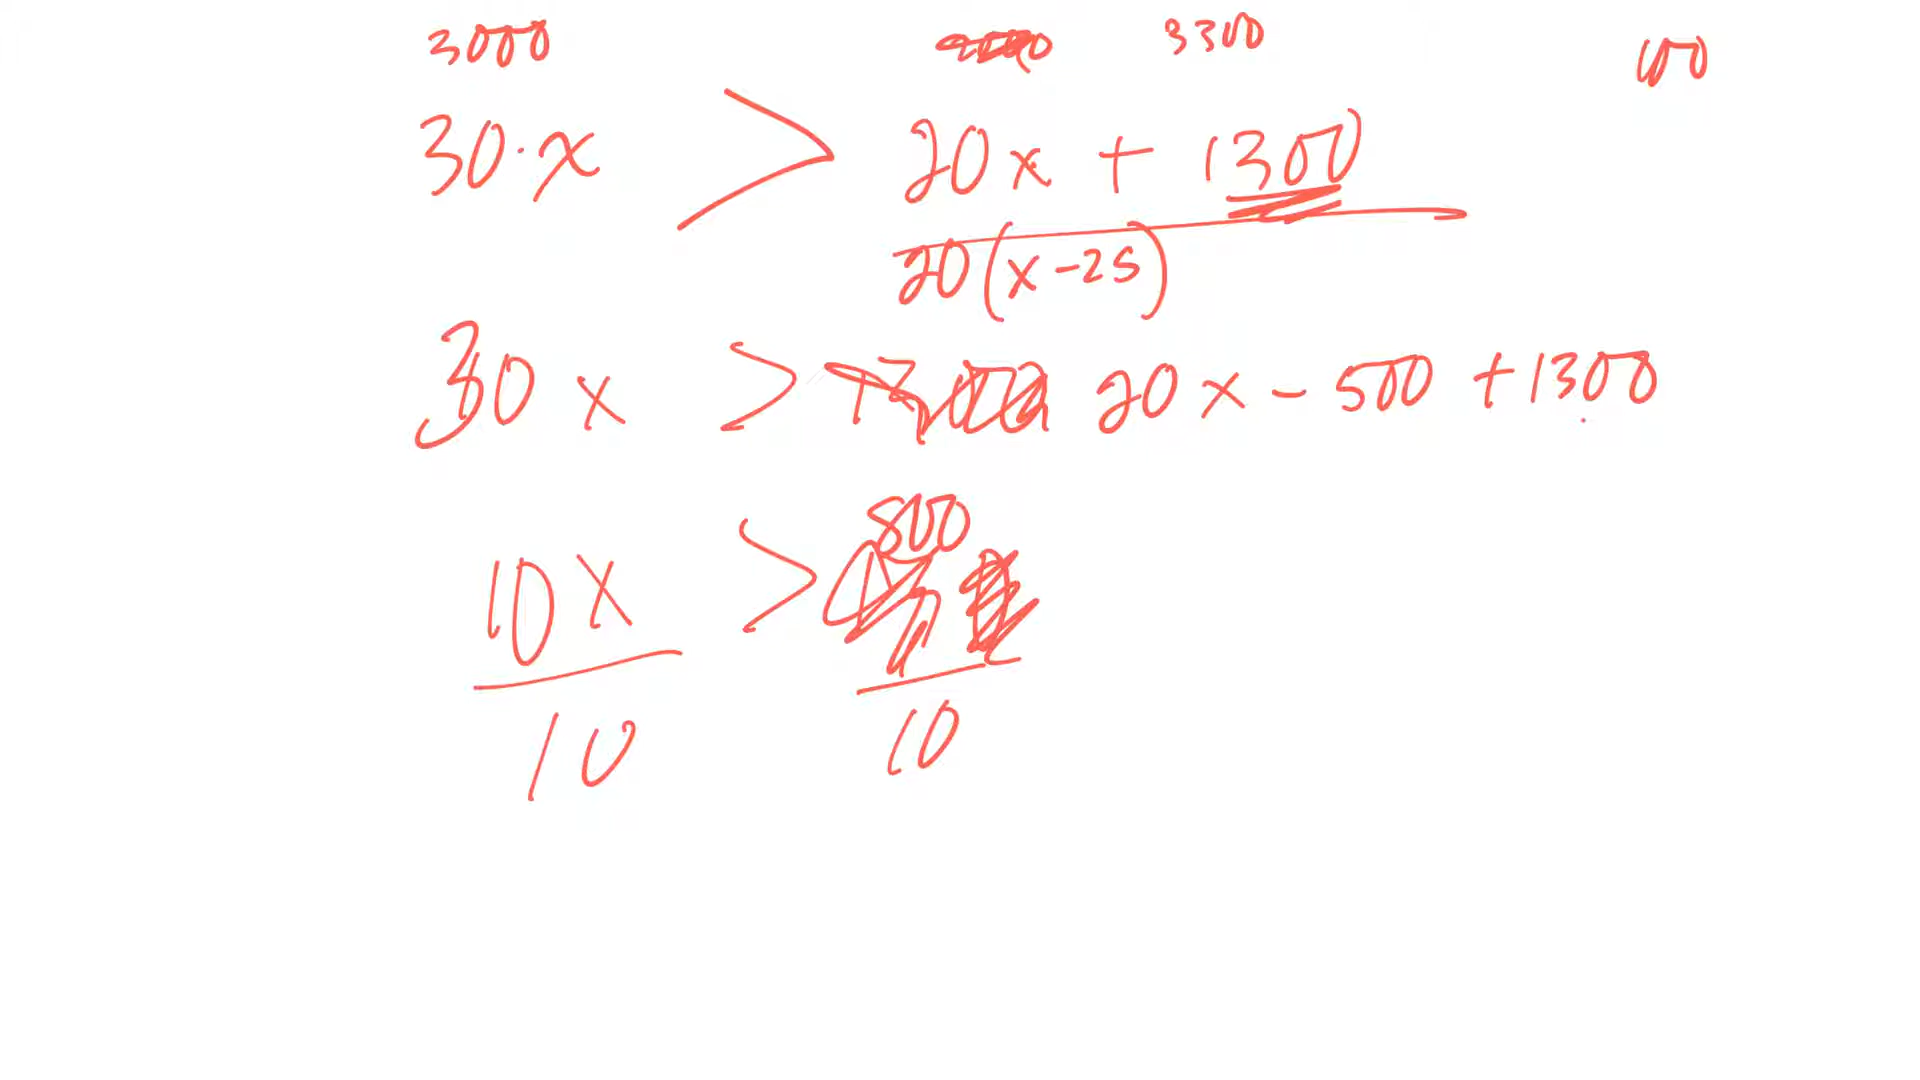 3000 3300 100
30·x > 20x + 1300
20(x-25)
30x > 20x - 500 + 1300
10x > 800
10 10